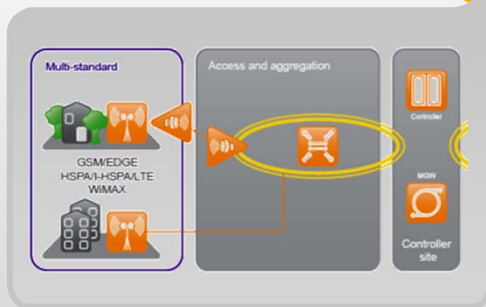 Multi-standard
GSM/EDGE
HSPA/I-HSPA/LTE
WiMAX
Access and aggregation
Controller
MGW
Controller
site